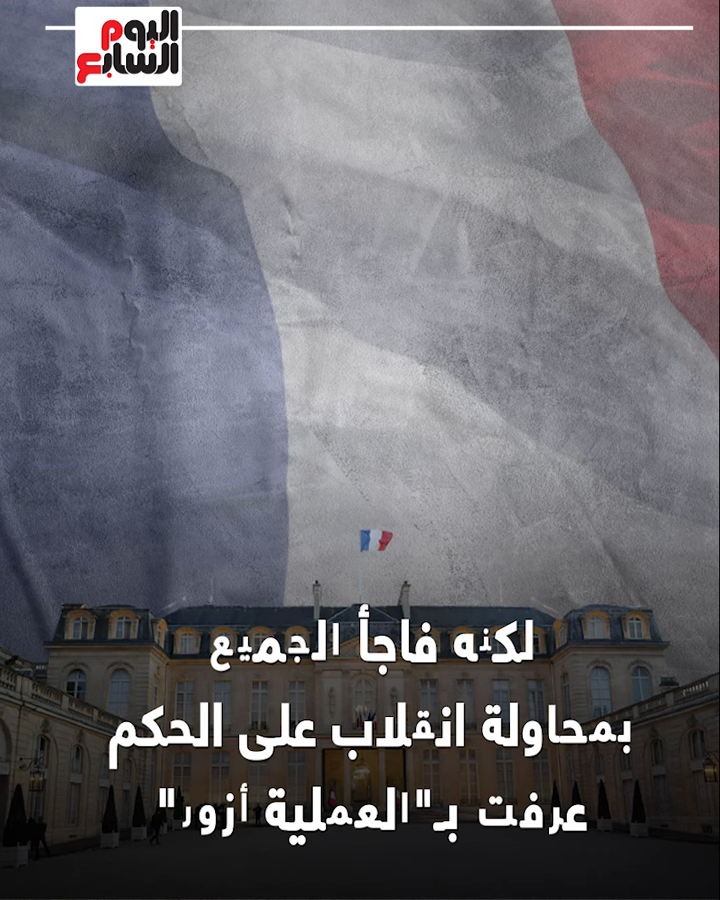 اليوم
السابع
لكنه فاجأ الجميع
بمحاولة انقلاب على الحكم
عرفت بـ"العملية أزور"